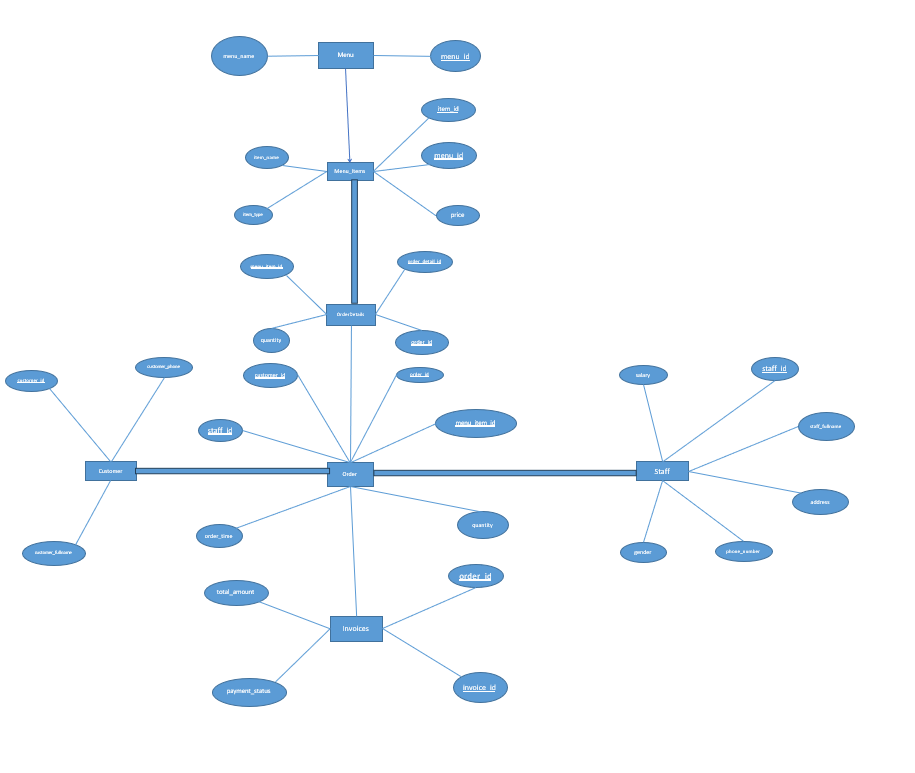 menu_name
Menu
menu_id
item_id
item_name
menu_id
Menu_Items
item_type
price
menu_item_id
order_detail_id
OrderDetails
quantity
order_id
customer_id
customer_phone
customer_id
order_id
salary
staff_id
staff_id
menu_item_id
staff_fullname
Customer
Order
Staff
address
order_time
quantity
customer_fullname
gender
phone_number
total_amount
order_id
Invoices
payment_status
invoice_id